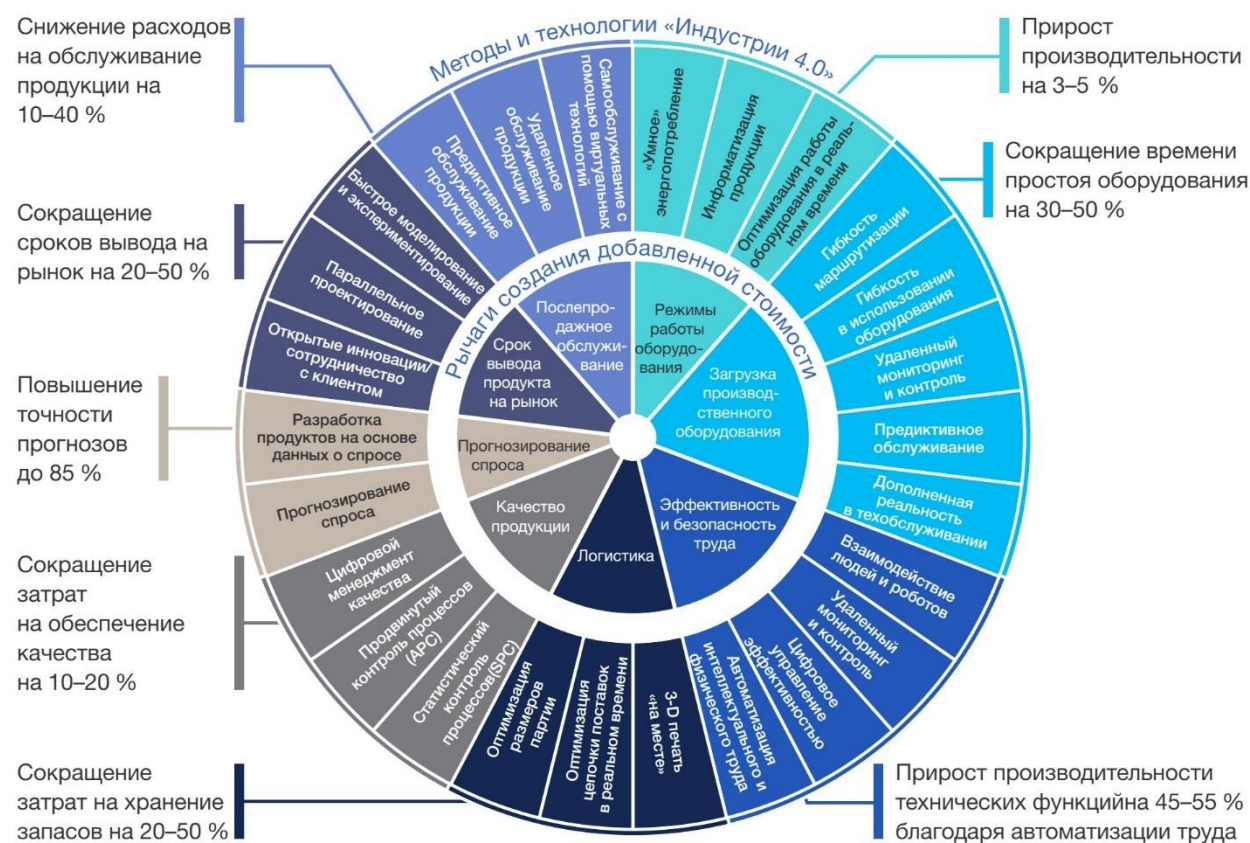 Снижение расходов
на обслуживание
продукции на
10–40 %
Сокращение
сроков вывода на
рынок на 20–50 %
Повышение
точности
прогнозов
до 85 %
Сокращение
затрат
на обеспечение
качества
на 10–20 %
Сокращение
затрат на хранение
запасов на 20–50 %
Прирост
производительности
на 3–5 %
Сокращение времени
простоя оборудования
на 30–50 %
Прирост производительности
технических функцийна 45–55 %
благодаря автоматизации труда
Методы и технологии «Индустрии 4.0»
«Умное»
энергопотребление
Информатизация
продукции
Оптимизация работы
оборудования в реаль-
ном времени
Гибкость
маршрутизации
Гибкость
в использовании
оборудования
Удаленный
мониторинг
и контроль
Предиктивное
обслуживание
Дополненная
реальность
в техобслуживании
Взаимодействие
людей и роботов
Удаленный
мониторинг
и контроль
Цифровое
управление
эффективностью
Автоматизация
интеллектуального и
физического труда
3-D печать
«на месте»
Оптимизация
цепочки поставок
в реальном времени
Оптимизация
размеров
партии
Статистический
контроль
процессов(SPC)
Продвинутый
контроль процессов
(APC)
Цифровой
менеджмент
качества
Прогнозирование
спроса
Разработка
продуктов на основе
данных о спросе
Открытые инновации/
сотрудничество
с клиентом
Параллельное
проектирование
Быстрое моделирование
и экспериментирование
Предиктивное
обслуживание
продукции
Удаленное
обслуживание
продукции
Самообслуживание с
помощью виртуальных
технологий
Рычаги создания добавленной стоимости
Режимы
работы
оборудо-
вания
Загрузка
производ-
ственного
оборудования
Эффективность
и безопасность
труда
Логистика
Качество
продукции
Прогнозирование
спроса
Срок
вывода
продукта
на рынок
Послепро-
дажное
обслужи-
вание